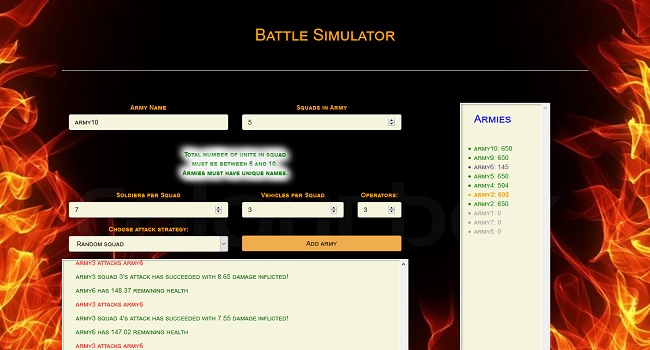 Battle Simulator
Army Name
Squads in Army
army10
5
Total number of units in squad
must be between 5 and 10.
Armies must have unique names.
Soldiers per Squad
Vehicles per Squad
Operators:
7
3
3
Choose attack strategy:
Random squad
Add army
army3 attacks army6
army3 squad 3's attack has succeeded with 8.65 damage inflicted!
army6 has 148.37 remaining health
army3 attacks army6
army3 squad 4's attack has succeeded with 7.55 damage inflicted!
army6 has 147.02 remaining health
army3 attacks army6
Armies
army10: 650
army9: 650
army6: 145
army5: 650
army4: 594
army3: 602
army2: 650
army1: 0
army7: 0
army8: 0